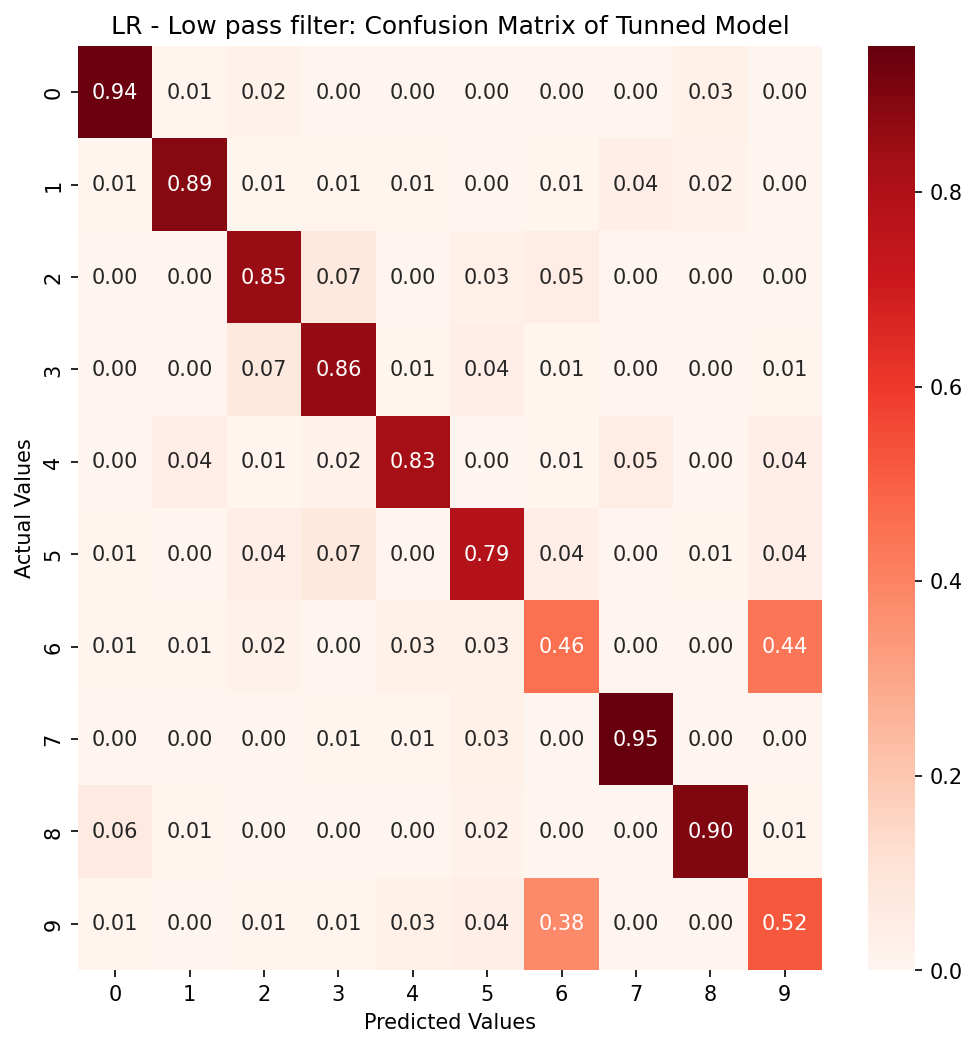 LR - Low pass filter: Confusion Matrix of Tunned Model
0 0.94 0.01 0.02 0.00 0.00 0.00 0.00 0.00 0.03 0.00
1 0.01 0.89 0.01 0.01 0.01 0.00 0.01 0.04 0.02 0.00
2 0.00 0.00 0.85 0.07 0.00 0.03 0.05 0.00 0.00 0.00
3 0.00 0.00 0.07 0.86 0.01 0.04 0.01 0.00 0.00 0.01
4 0.00 0.04 0.01 0.02 0.83 0.00 0.01 0.05 0.00 0.04
5 0.01 0.00 0.04 0.07 0.00 0.79 0.04 0.00 0.01 0.04
6 0.01 0.01 0.02 0.00 0.03 0.03 0.46 0.00 0.00 0.44
7 0.00 0.00 0.00 0.01 0.01 0.03 0.00 0.95 0.00 0.00
8 0.06 0.01 0.00 0.00 0.00 0.02 0.00 0.00 0.90 0.01
9 0.01 0.00 0.01 0.01 0.03 0.04 0.38 0.00 0.00 0.52
0 1 2 3 4 5 6 7 8 9
Predicted Values
Actual Values
0.8
0.6
0.4
0.2
0.0